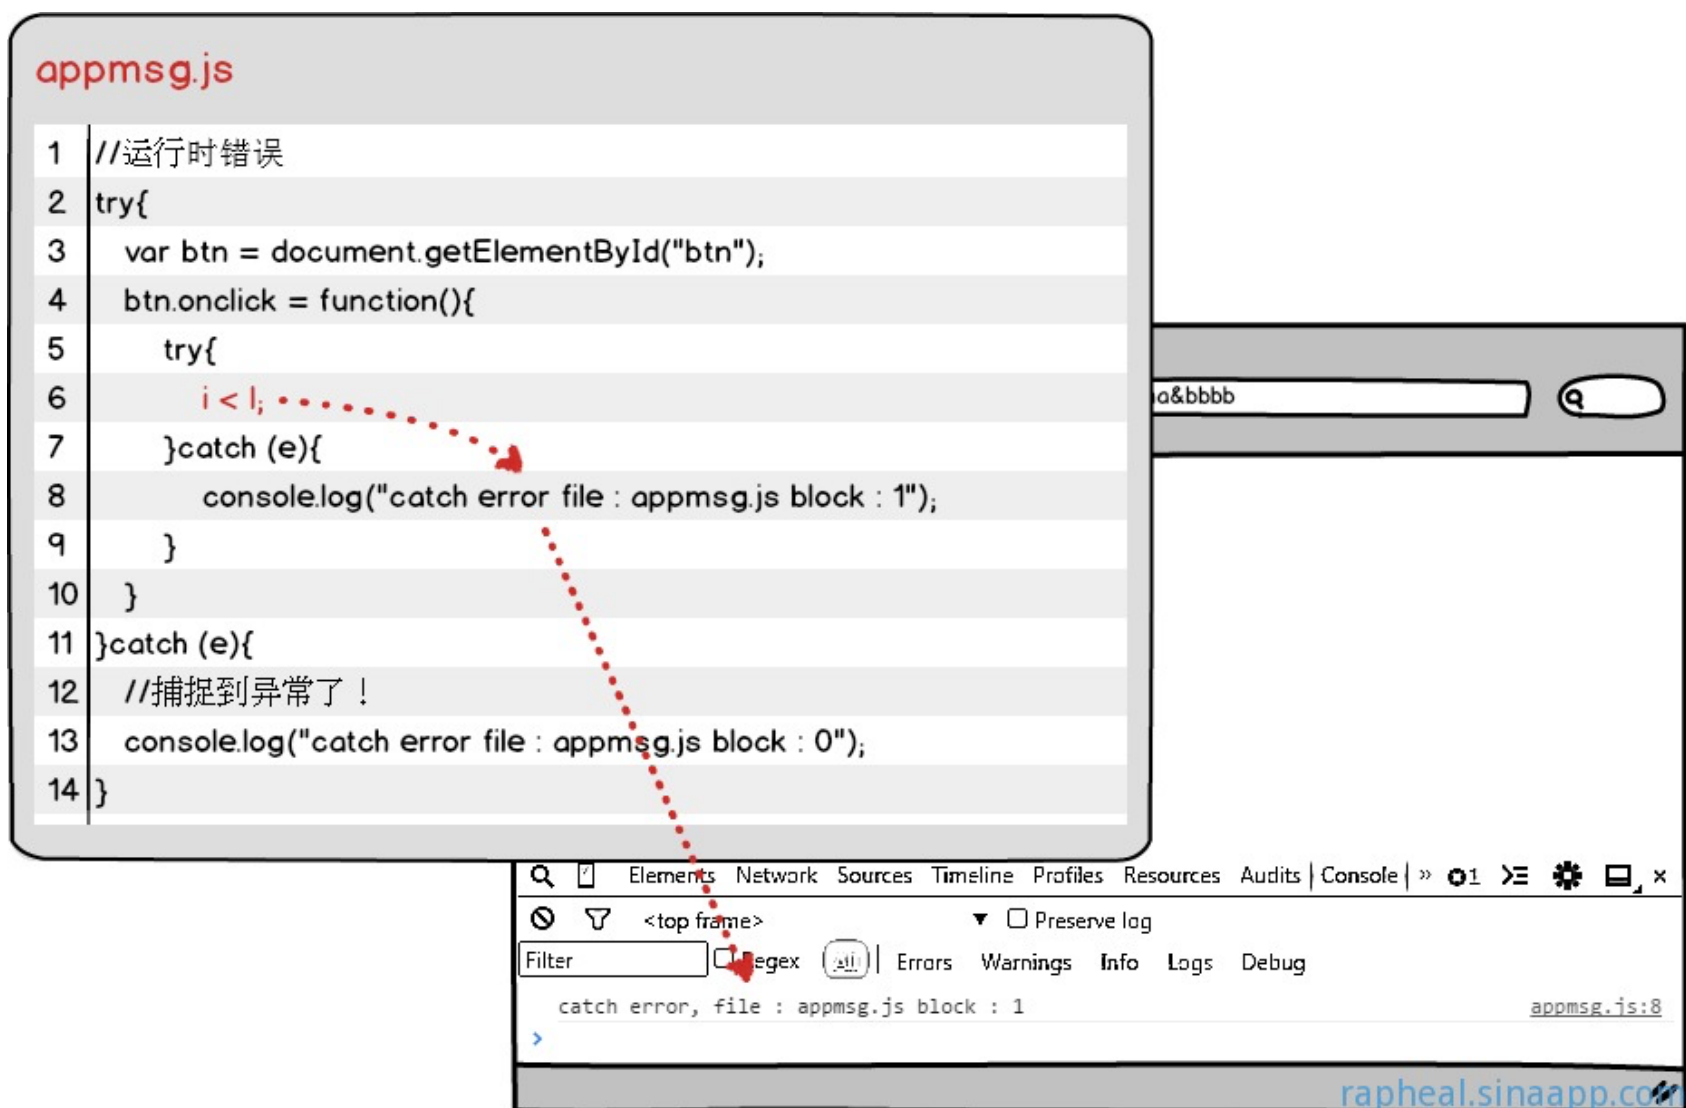 appmsg.js
1 //运行时错误
2 try{
3 var btn = document.getElementById("btn");
4 btn.onclick = function(){
5 try{
6 i < l;
7 }catch (e){
8 console.log("catch error file : appmsg.js block : 1");
9 }
10 }
11 }catch (e){
12 //捕捉到异常了！
13 console.log("catch error file : appmsg.js block : 0");
14 }
a&bbbb
Elements Network Sources Timeline Profiles Resources Audits Console » 1 ×
<top frame> ▼ Preserve log
Filter Regex All Errors Warnings Info Logs Debug
catch error, file : appmsg.js block : 1 appmsg.js:8
>
rapheal.sinaapp.com